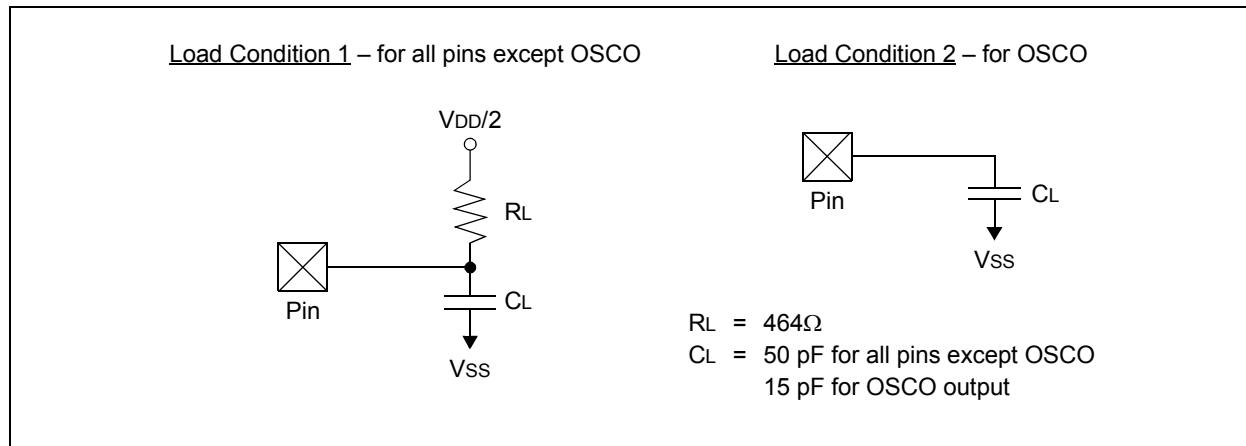 Load Condition 1 – for all pins except OSCO
VDD/2
RL
Pin
CL
VSS
Load Condition 2 – for OSCO
Pin
CL
VSS
RL = 464Ω
CL = 50 pF for all pins except OSCO
15 pF for OSCO output